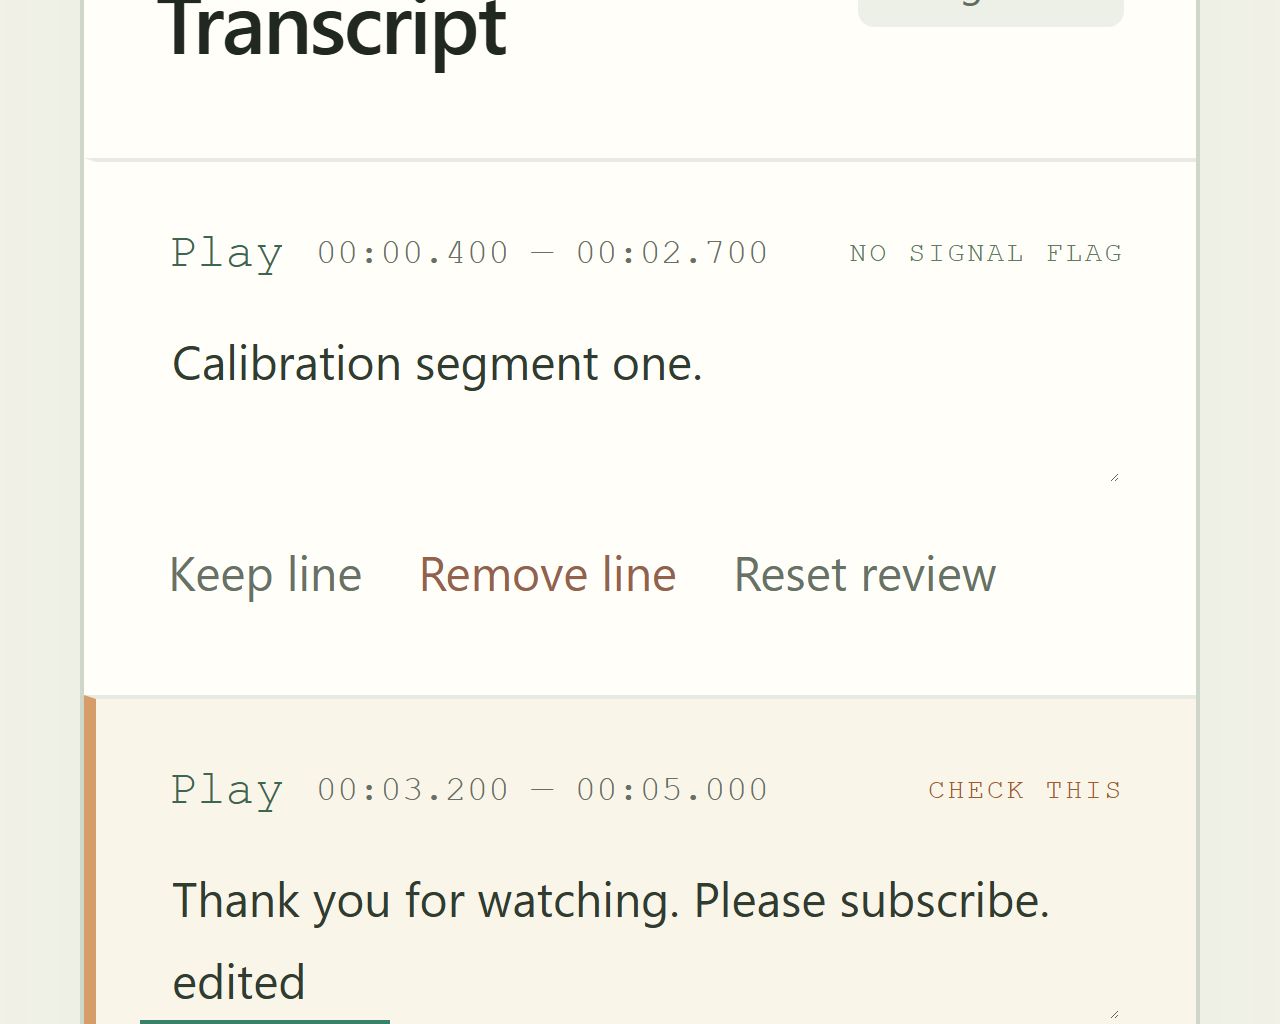 Transcript
Play 00:00.400 — 00:02.700 NO SIGNAL FLAG
Calibration segment one.
Keep line Remove line Reset review
Play 00:03.200 — 00:05.000 CHECK THIS
Thank you for watching. Please subscribe.
edited